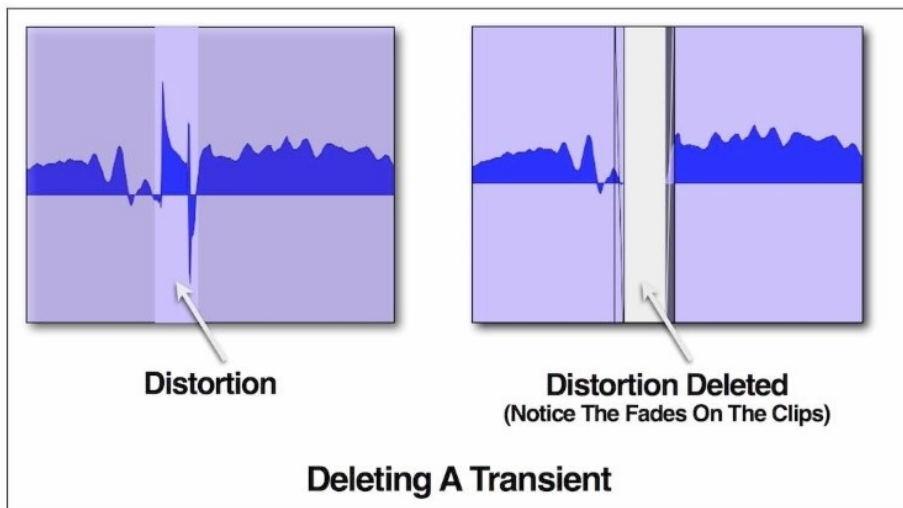 Distortion
Distortion Deleted
(Notice The Fades On The Clips)
Deleting A Transient